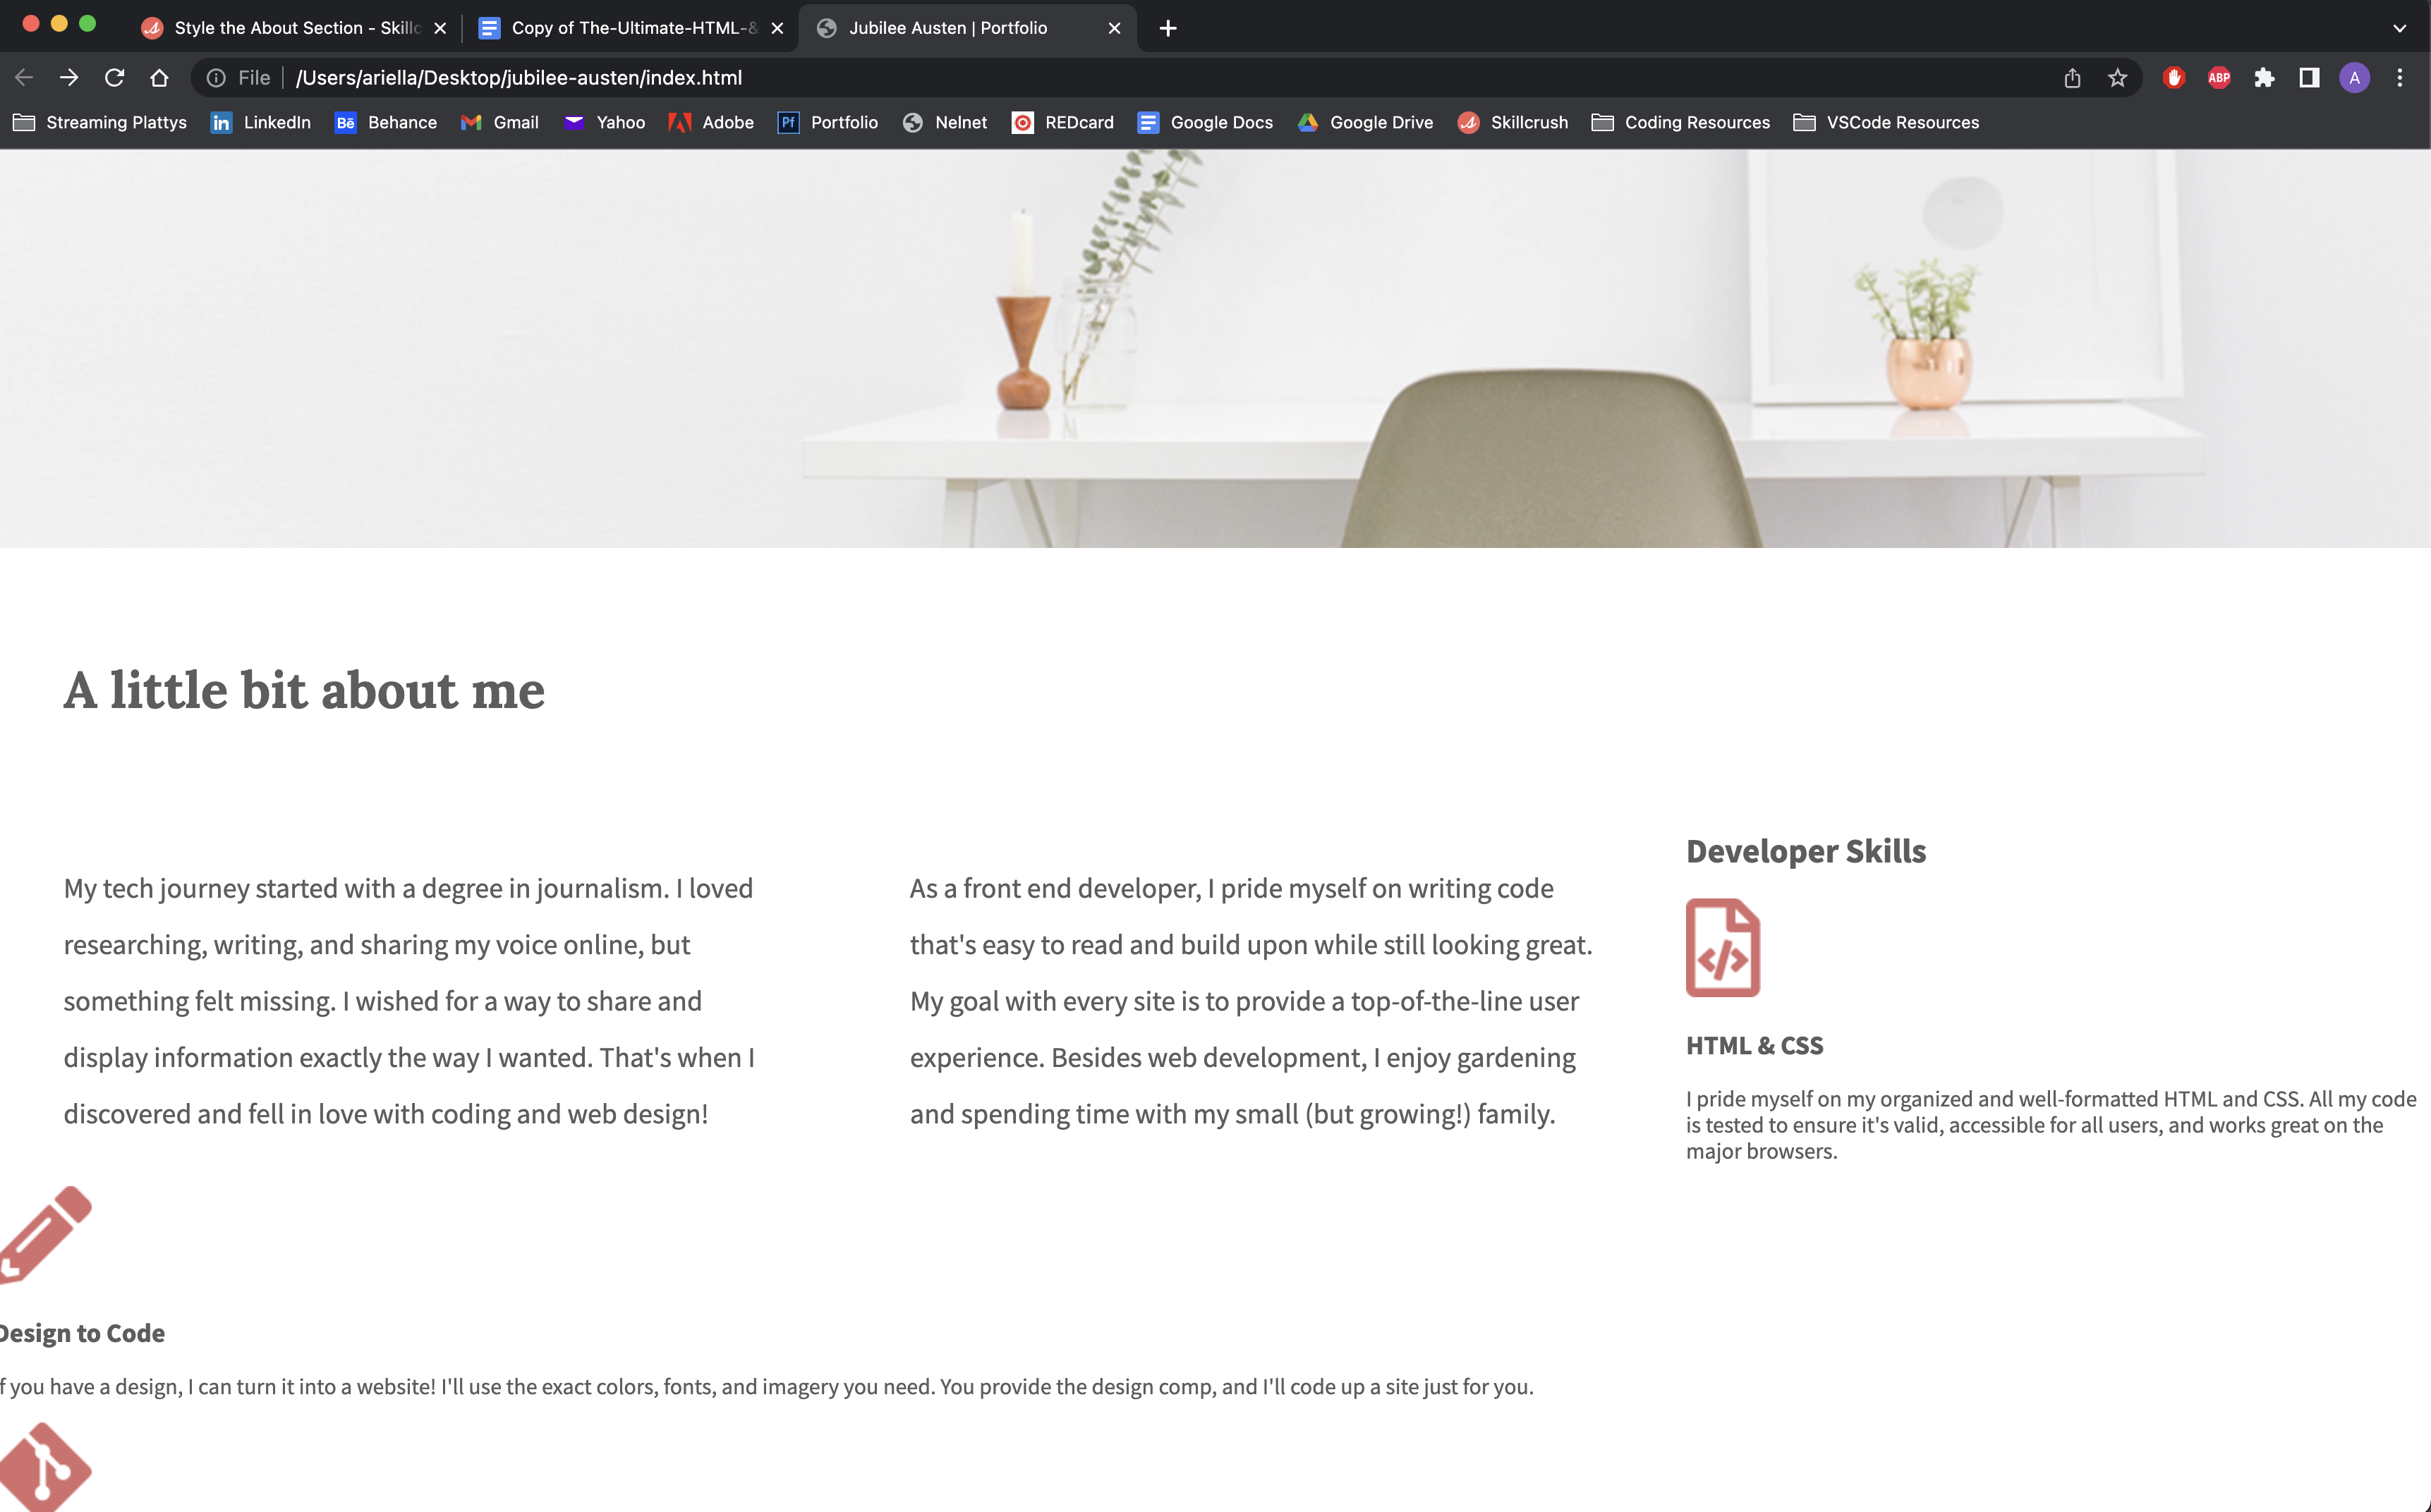 Style the About Section - Skillc
Copy of The-Ultimate-HTML-&
Jubilee Austen | Portfolio
File
/Users/ariella/Desktop/jubilee-austen/index.html
ABP
A
Streaming Plattys
in LinkedIn
Bē Behance
Gmail
Yahoo
Adobe
Pf Portfolio
Nelnet
REDcard
Google Docs
Google Drive
Skillcrush
Coding Resources
VSCode Resources
A little bit about me
My tech journey started with a degree in journalism. I loved
researching, writing, and sharing my voice online, but
something felt missing. I wished for a way to share and
display information exactly the way I wanted. That's when I
discovered and fell in love with coding and web design!
As a front end developer, I pride myself on writing code
that's easy to read and build upon while still looking great.
My goal with every site is to provide a top-of-the-line user
experience. Besides web development, I enjoy gardening
and spending time with my small (but growing!) family.
Developer Skills
</>
HTML & CSS
I pride myself on my organized and well-formatted HTML and CSS. All my code
is tested to ensure it's valid, accessible for all users, and works great on the
major browsers.
Design to Code
f you have a design, I can turn it into a website! I'll use the exact colors, fonts, and imagery you need. You provide the design comp, and I'll code up a site just for you.